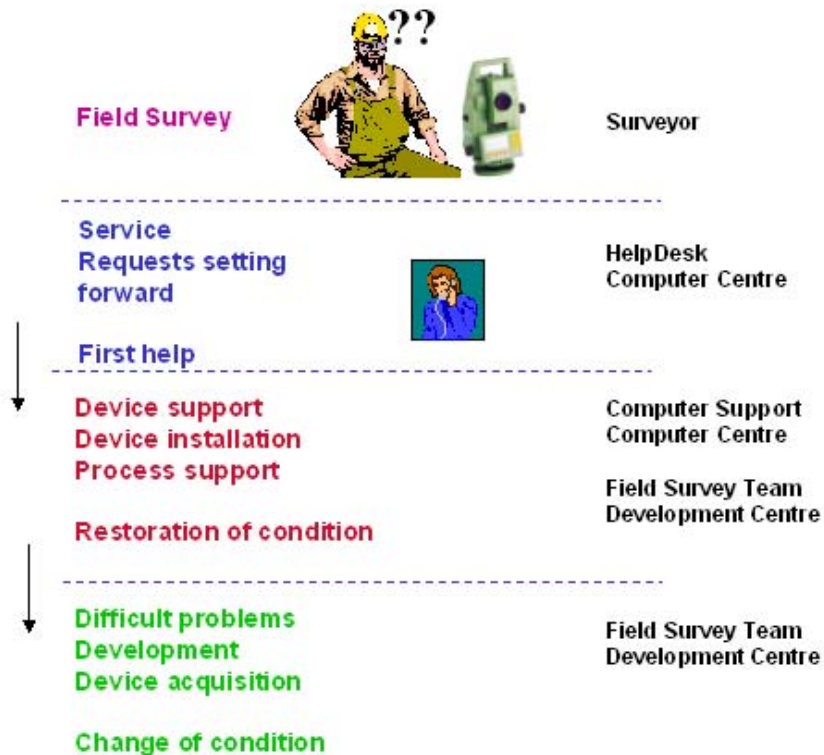 ??
Field Survey
Surveyor
Service
Requests setting
forward
First help
HelpDesk
Computer Centre
Device support
Device installation
Process support
Restoration of condition
Computer Support
Computer Centre
Field Survey Team
Development Centre
Difficult problems
Development
Device acquisition
Change of condition
Field Survey Team
Development Centre